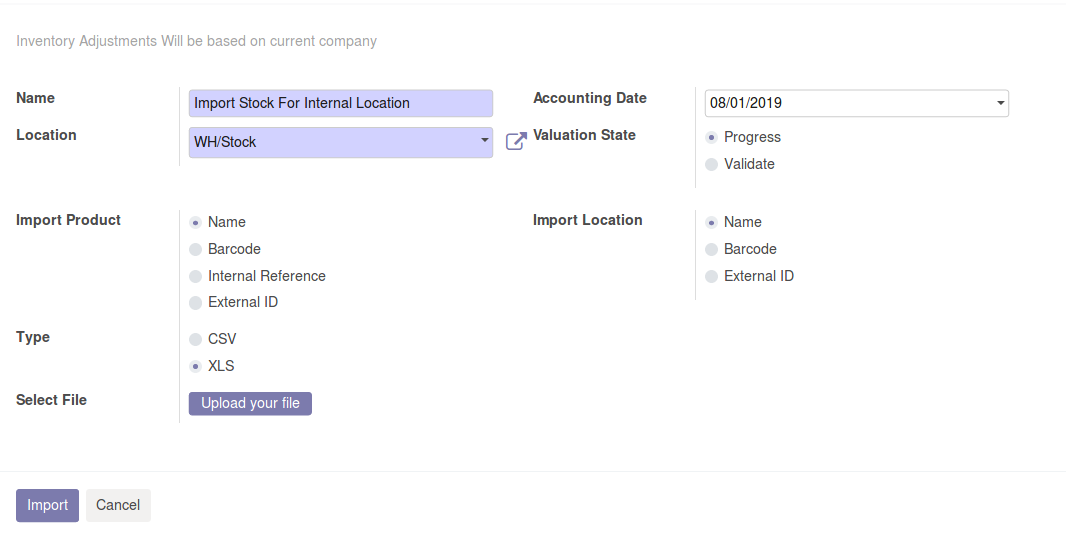 Inventory Adjustments Will be based on current company
Name
Import Stock For Internal Location
Accounting Date
08/01/2019
Location
WH/Stock
Valuation State
Progress
Validate
Import Product
Name
Barcode
Internal Reference
External ID
Import Location
Name
Barcode
External ID
Type
CSV
XLS
Select File
Upload your file
Import
Cancel